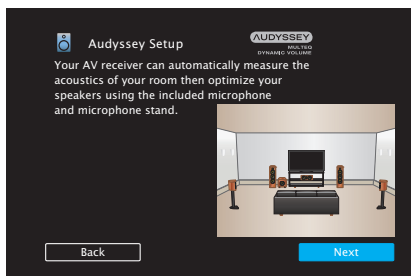 Audyssey Setup
AUDYSSEY
MULTEQ
DYNAMIC VOLUME
Your AV receiver can automatically measure the
acoustics of your room then optimize your
speakers using the included microphone
and microphone stand.
Back
Next